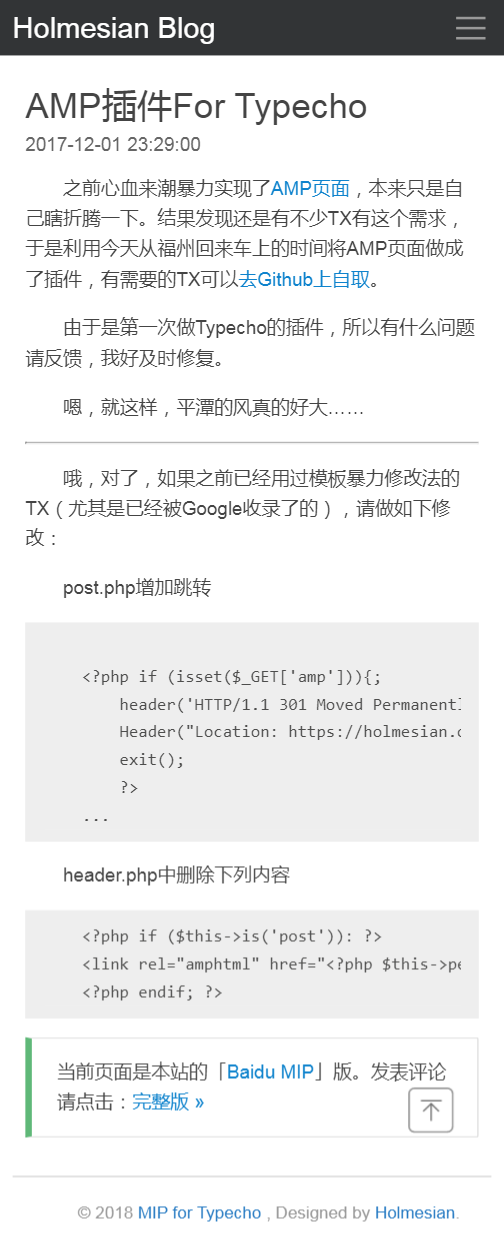 Holmesian Blog
AMP插件For Typecho
2017-12-01 23:29:00
之前心血来潮暴力实现了AMP页面，本来只是自
己瞎折腾一下。结果发现还是有不少TX有这个需求，
于是利用今天从福州回来车上的时间将AMP页面做成
了插件，有需要的TX可以去Github上自取。
由于是第一次做Typecho的插件，所以有什么问题
请反馈，我好及时修复。
嗯，就这样，平潭的风真的好大……
哦，对了，如果之前已经用过模板暴力修改法的
TX（尤其是已经被Google收录了的），请做如下修
改：
post.php增加跳转
<?php if (isset($_GET['amp'])){;
    header('HTTP/1.1 301 Moved Permanentl
    Header("Location: https://holmesian.o
    exit();
    ?>
...
header.php中删除下列内容
<?php if ($this->is('post')): ?>
<link rel="amphtml" href="<?php $this->pe
<?php endif; ?>
当前页面是本站的「Baidu MIP」版。发表评论
请点击：完整版 »
© 2018 MIP for Typecho , Designed by Holmesian.